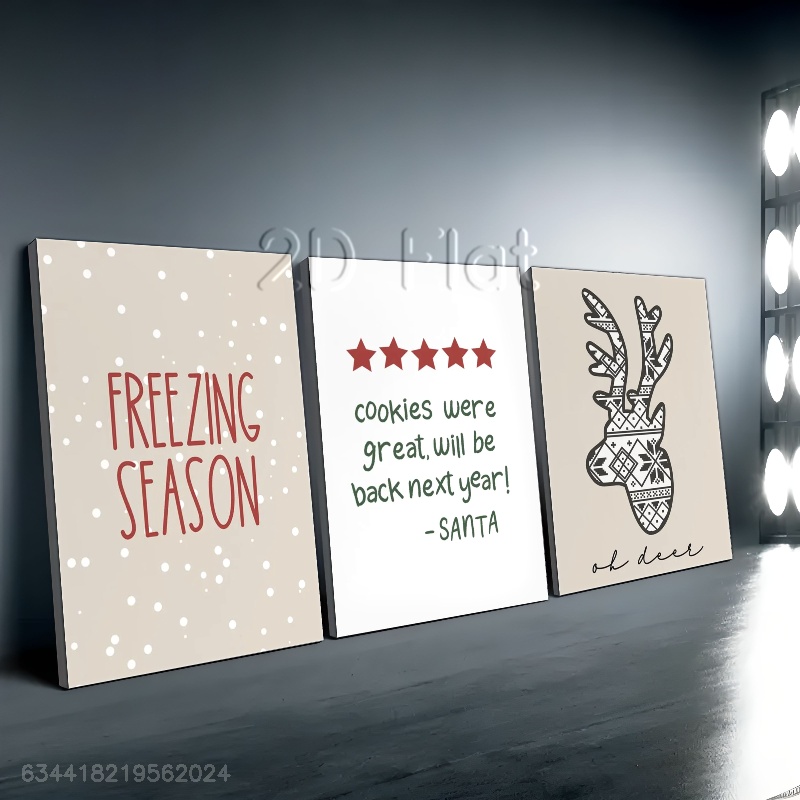 2D Flat
FREEZING
SEASON
cookies were
great, will be
back next year!
-SANTA
oh deer
634418219562024